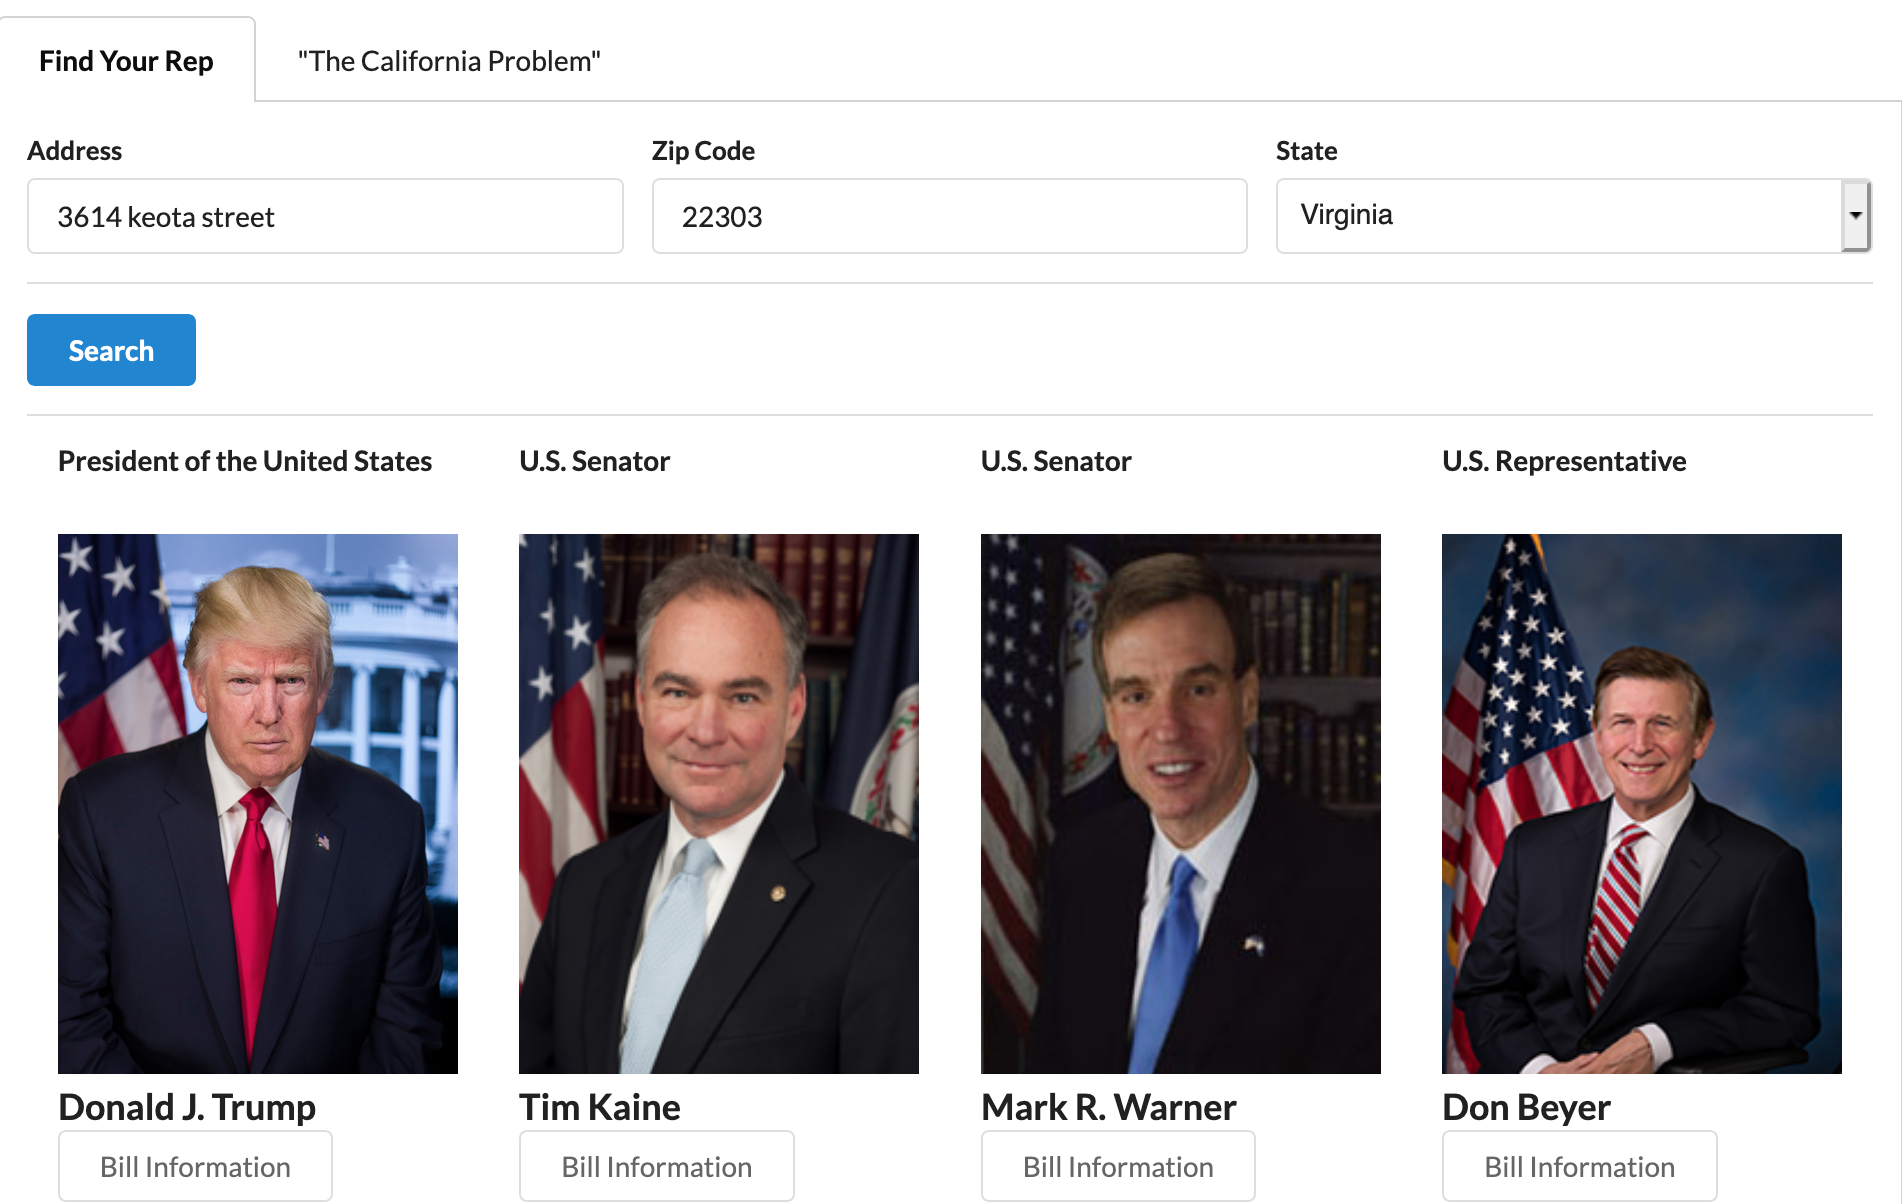 Find Your Rep
"The California Problem"
Address
Zip Code
State
3614 keota street
22303
Virginia
Search
President of the United States
U.S. Senator
U.S. Senator
U.S. Representative
Donald J. Trump
Tim Kaine
Mark R. Warner
Don Beyer
Bill Information
Bill Information
Bill Information
Bill Information